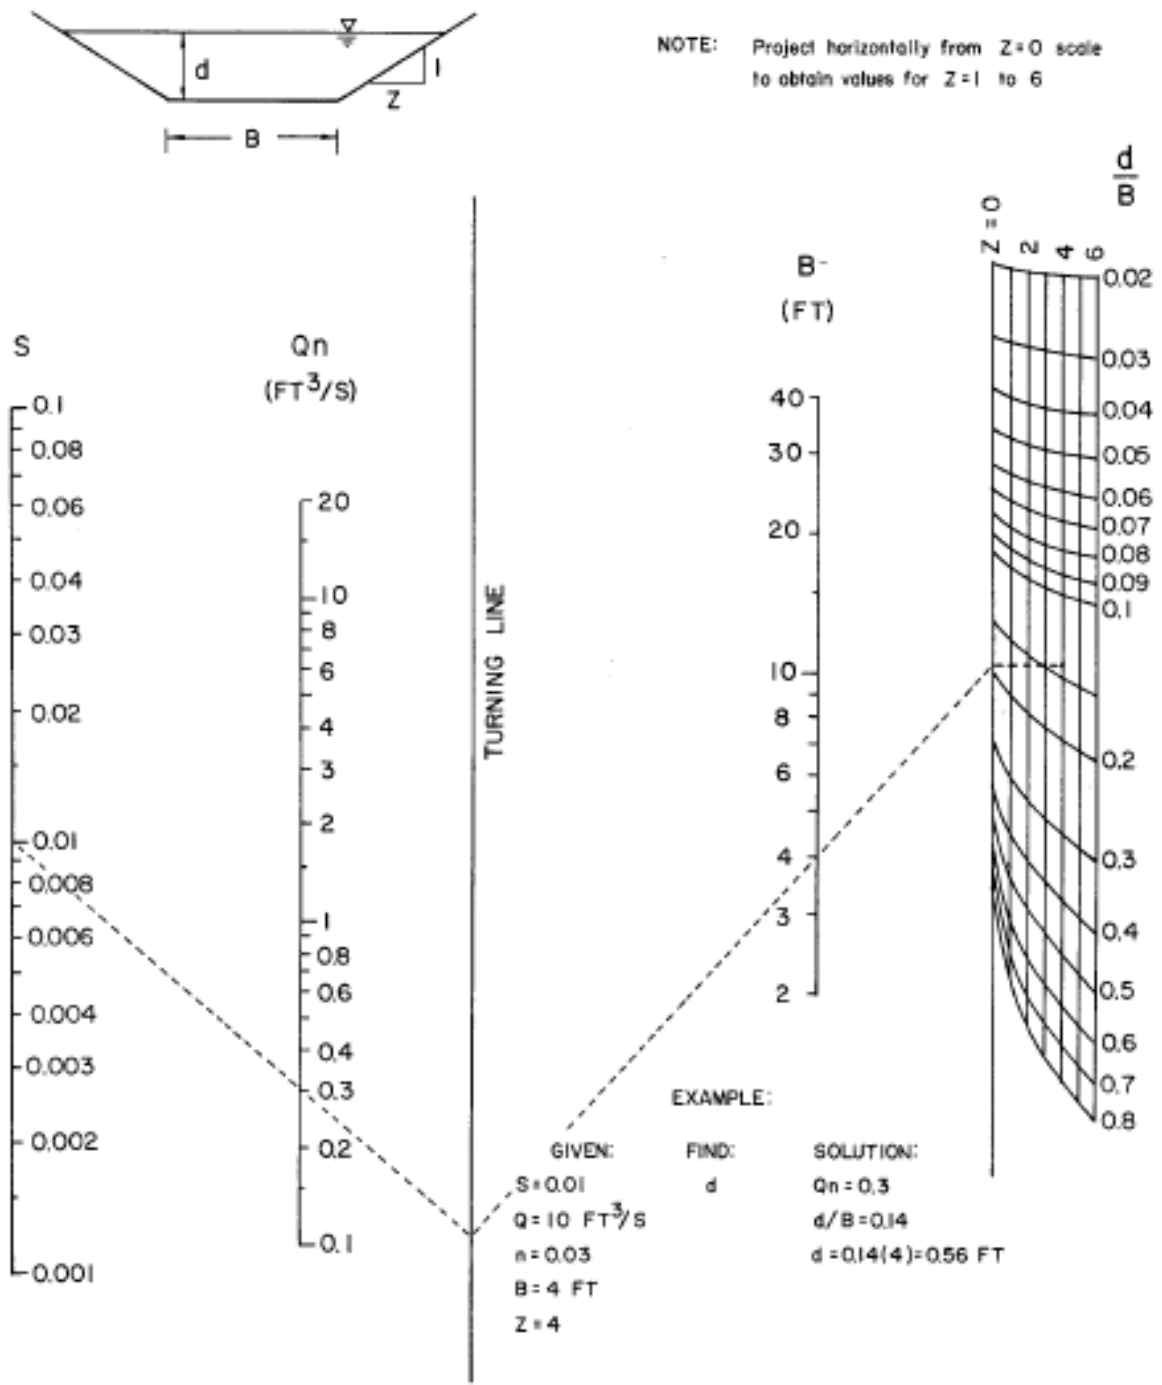 NOTE: Project horizontally from Z=0 scale
to obtain values for Z=1 to 6
d
1
Z
B
d
B
Z=0
2
4
6
B
(FT)
S
Qn
(FT³/S)
0.1
0.08
0.06
0.04
0.03
0.02
0.01
0.008
0.006
0.004
0.003
0.002
0.001
20
10
8
6
4
3
2
1
0.8
0.6
0.4
0.3
0.2
0.1
TURNING LINE
40
30
20
10
8
6
4
3
2
0.02
0.03
0.04
0.05
0.06
0.07
0.08
0.09
0.1
0.2
0.3
0.4
0.5
0.6
0.7
0.8
EXAMPLE:
GIVEN: FIND: SOLUTION:
S=0.01 d Qn=0.3
Q=10 FT³/S d/B=0.14
n=0.03 d=0.14(4)=0.56 FT
B=4 FT
Z=4